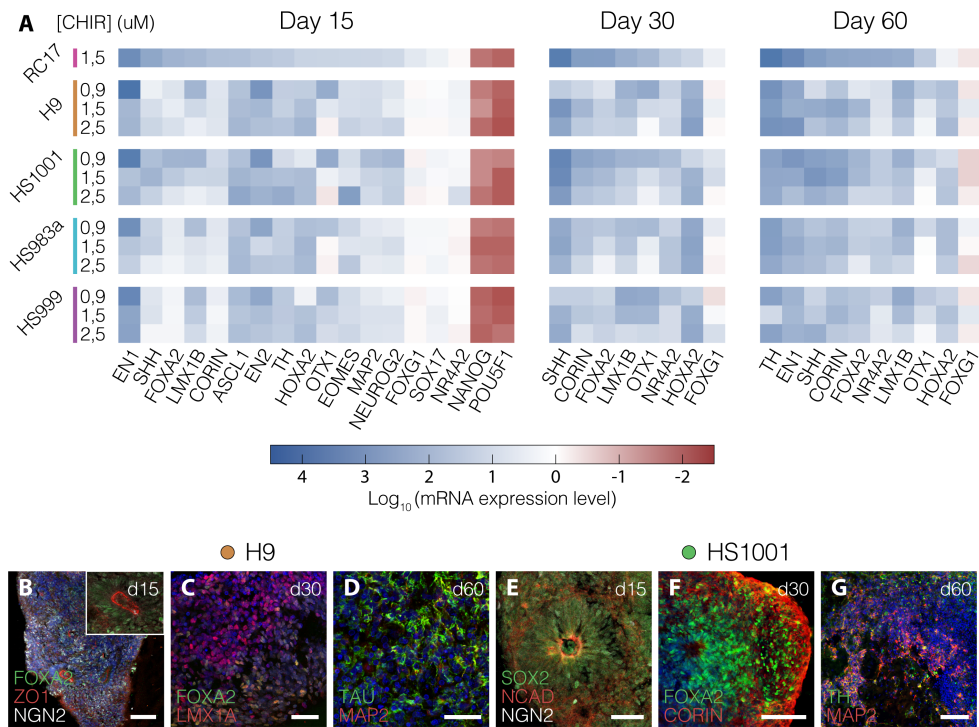 A [CHIR] (uM) Day 15 Day 30 Day 60
RC17 1,5
H9 0,9
1,5
2,5
HS1001 0,9
1,5
2,5
HS983a 0,9
1,5
2,5
HS999 0,9
1,5
2,5
EN1 SHH FOXA2 LMX1B CORIN ASCL1 EN2 TH HOXA2 OTX1 EOMES MAP2 NEUROG2 FOXG1 SOX17 NR4A2 NANOG POU5F1
SHH CORIN FOXA2 LMX1B OTX1 NR4A2 HOXA2 FOXG1
TH EN1 SHH CORIN FOXA2 NR4A2 LMX1B OTX1 HOXA2 FOXG1
4 3 2 1 0 -1 -2
Log10 (mRNA expression level)
H9 HS1001
B d15
FOXA2
ZO1
NGN2
C d30
FOXA2
LMX1A
D d60
TAU
MAP2
E d15
SOX2
NCAD
NGN2
F d30
FOXA2
CORIN
G d60
TH
MAP2